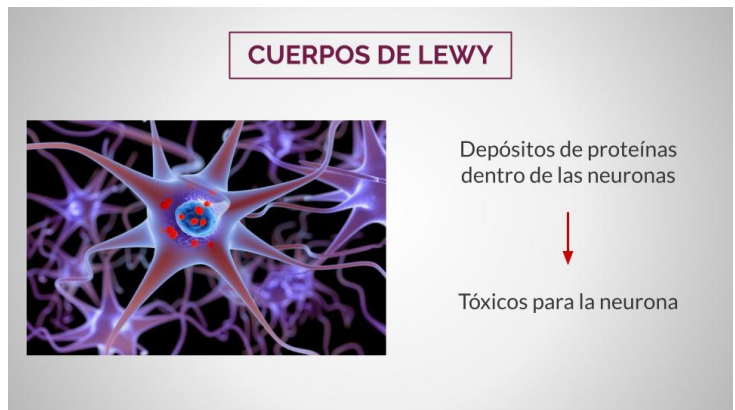 CUERPOS DE LEWY
Depósitos de proteínas
dentro de las neuronas
Tóxicos para la neurona